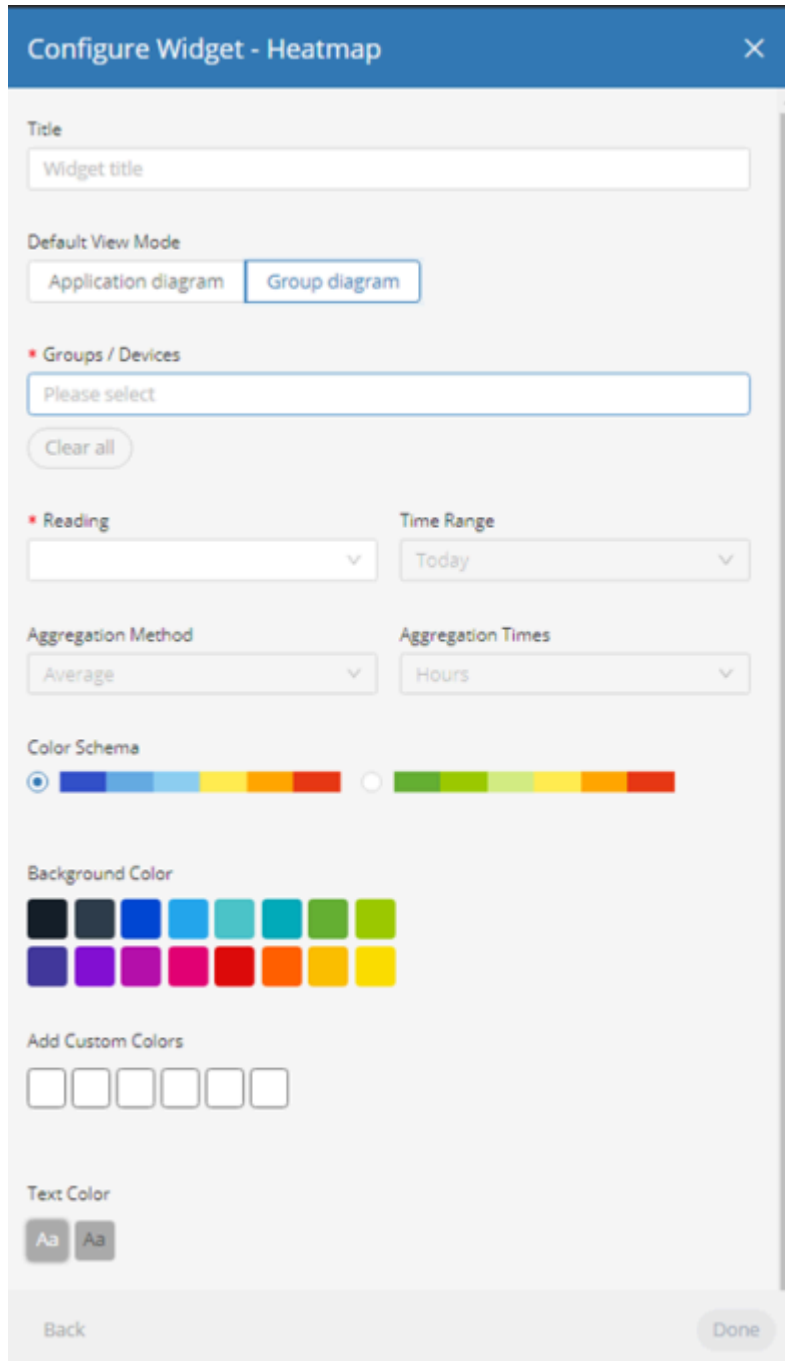 Configure Widget - Heatmap
Title
Widget title
Default View Mode
Application diagram Group diagram
* Groups / Devices
Please select
Clear all
* Reading Time Range
Today
Aggregation Method Aggregation Times
Average Hours
Color Schema
Background Color
Add Custom Colors
Text Color
Aa Aa
Back Done